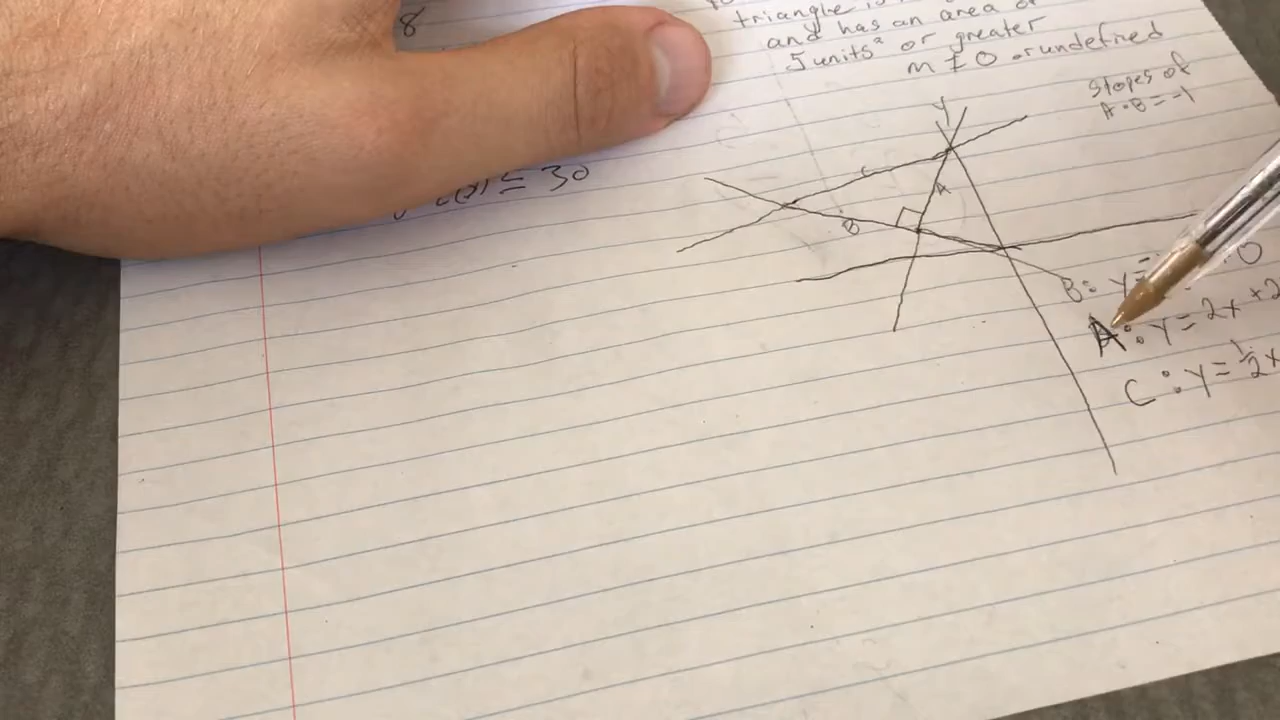 8
triangle is
and has an area
5 units² or greater
m ≠ 0 or undefined
Slopes of
A·B = -1
Y
C
A
B
≤ 30
B: y =
A: y = 2x + 2
C: y = 1/2x